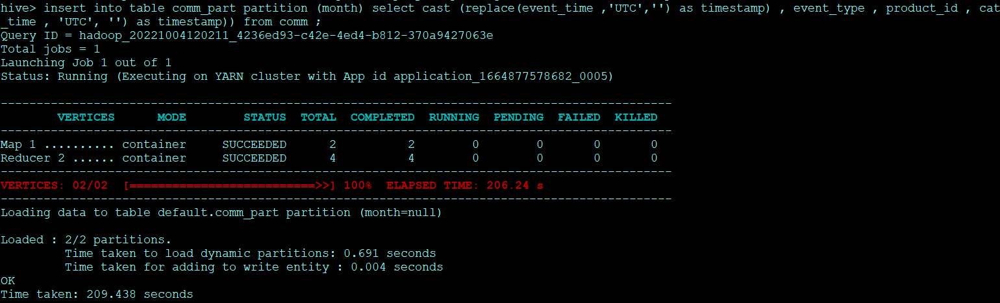 hive> insert into table comm_part partition (month) select cast (replace(event_time ,'UTC','') as timestamp) , event_type , product_id , cat
_time , 'UTC', '') as timestamp)) from comm ;
Query ID = hadoop_20221004120211_4236ed93-c42e-4ed4-b812-370a9427063e
Total jobs = 1
Launching Job 1 out of 1
Status: Running (Executing on YARN cluster with App id application_1664877578682_0005)
----------------------------------------------------------------------------------------------
        VERTICES      MODE        STATUS  TOTAL  COMPLETED  RUNNING  PENDING  FAILED  KILLED
----------------------------------------------------------------------------------------------
Map 1 .......... container     SUCCEEDED      2          2        0        0       0       0
Reducer 2 ...... container     SUCCEEDED      4          4        0        0       0       0
----------------------------------------------------------------------------------------------
VERTICES: 02/02  [==========================>>] 100%  ELAPSED TIME: 206.24 s
----------------------------------------------------------------------------------------------
Loading data to table default.comm_part partition (month=null)
Loaded : 2/2 partitions.
         Time taken to load dynamic partitions: 0.691 seconds
         Time taken for adding to write entity : 0.004 seconds
OK
Time taken: 209.438 seconds